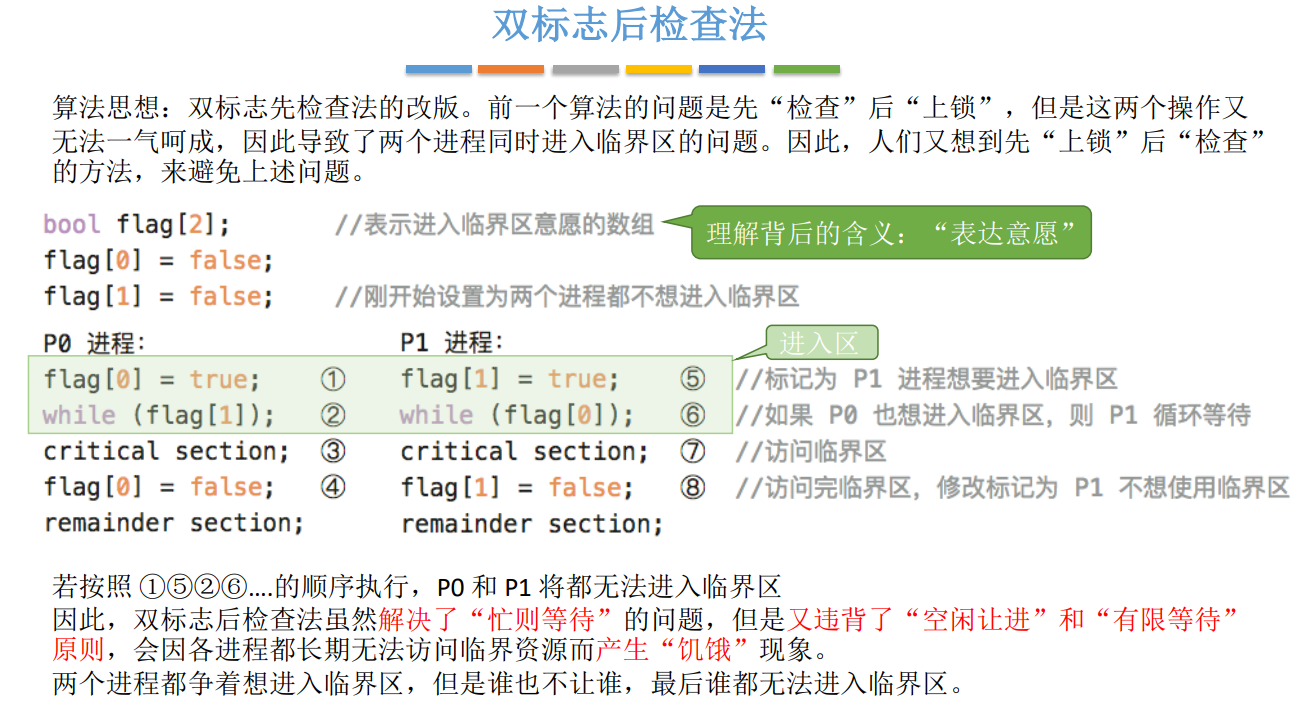 双标志后检查法
算法思想：双标志先检查法的改版。前一个算法的问题是先“检查”后“上锁”，但是这两个操作又
无法一气呵成，因此导致了两个进程同时进入临界区的问题。因此，人们又想到先“上锁”后“检查”
的方法，来避免上述问题。
bool flag[2]; //表示进入临界区意愿的数组
理解背后的含义：“表达意愿”
flag[0] = false;
flag[1] = false; //刚开始设置为两个进程都不想进入临界区
P0 进程： P1 进程：
进入区
flag[0] = true; ① flag[1] = true; ⑤ //标记为 P1 进程想要进入临界区
while (flag[1]); ② while (flag[0]); ⑥ //如果 P0 也想进入临界区，则 P1 循环等待
critical section; ③ critical section; ⑦ //访问临界区
flag[0] = false; ④ flag[1] = false; ⑧ //访问完临界区，修改标记为 P1 不想使用临界区
remainder section; remainder section;
若按照 ①⑤②⑥....的顺序执行，P0 和 P1 将都无法进入临界区
因此，双标志后检查法虽然解决了“忙则等待”的问题，但是又违背了“空闲让进”和“有限等待”
原则，会因各进程都长期无法访问临界资源而产生“饥饿”现象。
两个进程都争着想进入临界区，但是谁也不让谁，最后谁都无法进入临界区。